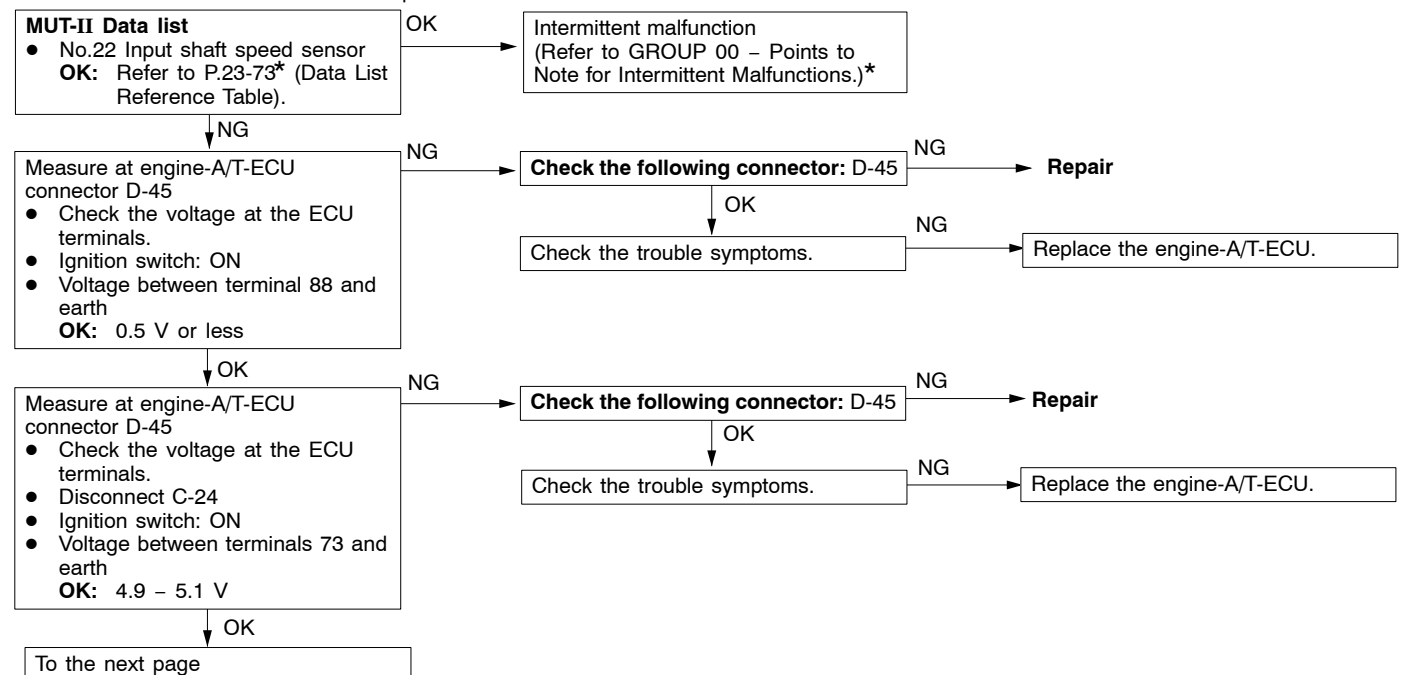 MUT-II Data list
OK
● No.22 Input shaft speed sensor
OK: Refer to P.23-73* (Data List
Reference Table).
Intermittent malfunction
(Refer to GROUP 00 – Points to
Note for Intermittent Malfunctions.)*
NG
Measure at engine-A/T-ECU
connector D-45
● Check the voltage at the ECU
terminals.
● Ignition switch: ON
● Voltage between terminal 88 and
earth
OK: 0.5 V or less
NG
Check the following connector: D-45
NG
Repair
OK
Check the trouble symptoms.
NG
Replace the engine-A/T-ECU.
OK
Measure at engine-A/T-ECU
connector D-45
● Check the voltage at the ECU
terminals.
● Disconnect C-24
● Ignition switch: ON
● Voltage between terminals 73 and
earth
OK: 4.9 – 5.1 V
NG
Check the following connector: D-45
NG
Repair
OK
Check the trouble symptoms.
NG
Replace the engine-A/T-ECU.
OK
To the next page